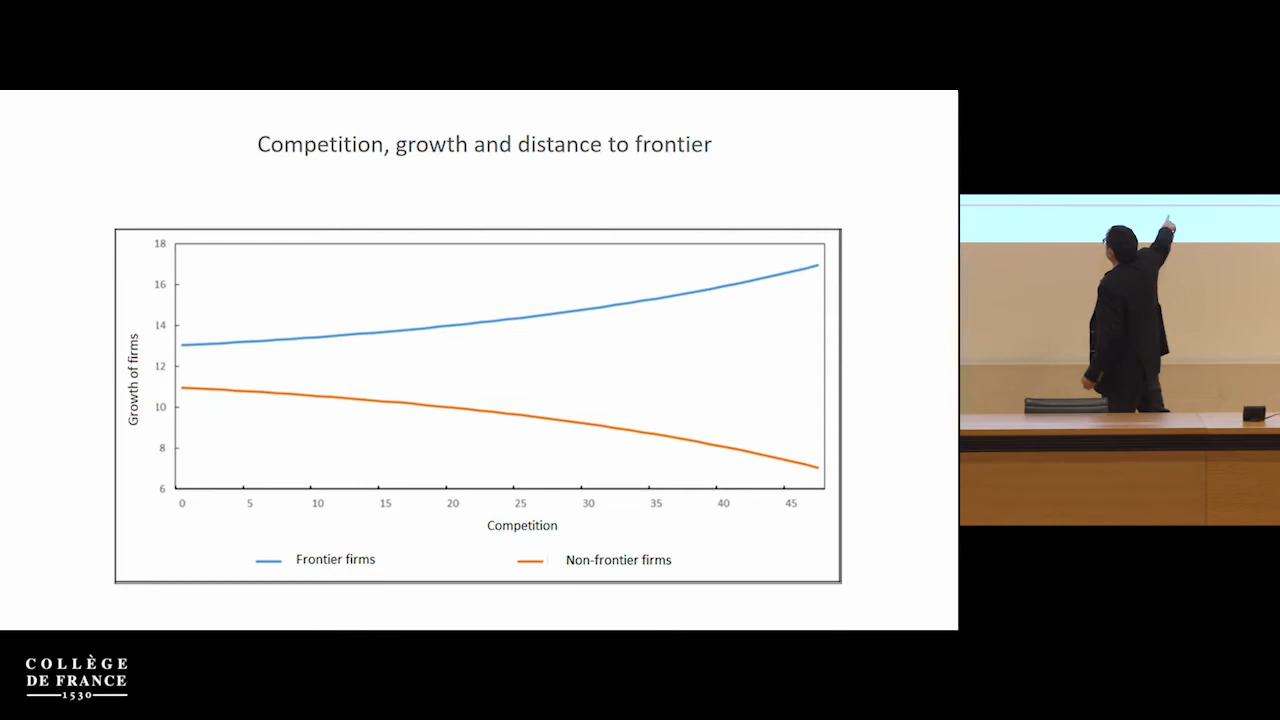 Competition, growth and distance to frontier
Growth of firms
18
16
14
12
10
8
6
0 5 10 15 20 25 30 35 40 45
Competition
Frontier firms
Non-frontier firms
COLLÈGE
DE FRANCE
1530